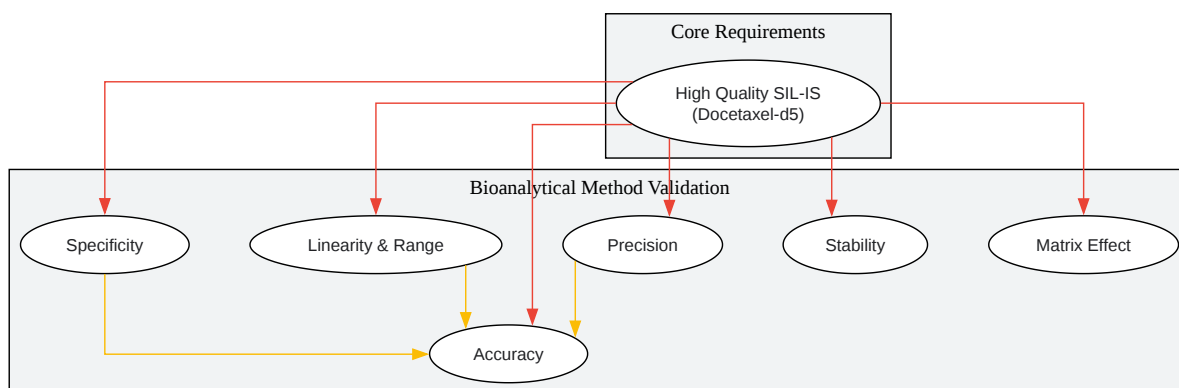 Core Requirements
High Quality SIL-IS
(Docetaxel-d5)
Bioanalytical Method Validation
Specificity
Linearity & Range
Precision
Stability
Matrix Effect
Accuracy